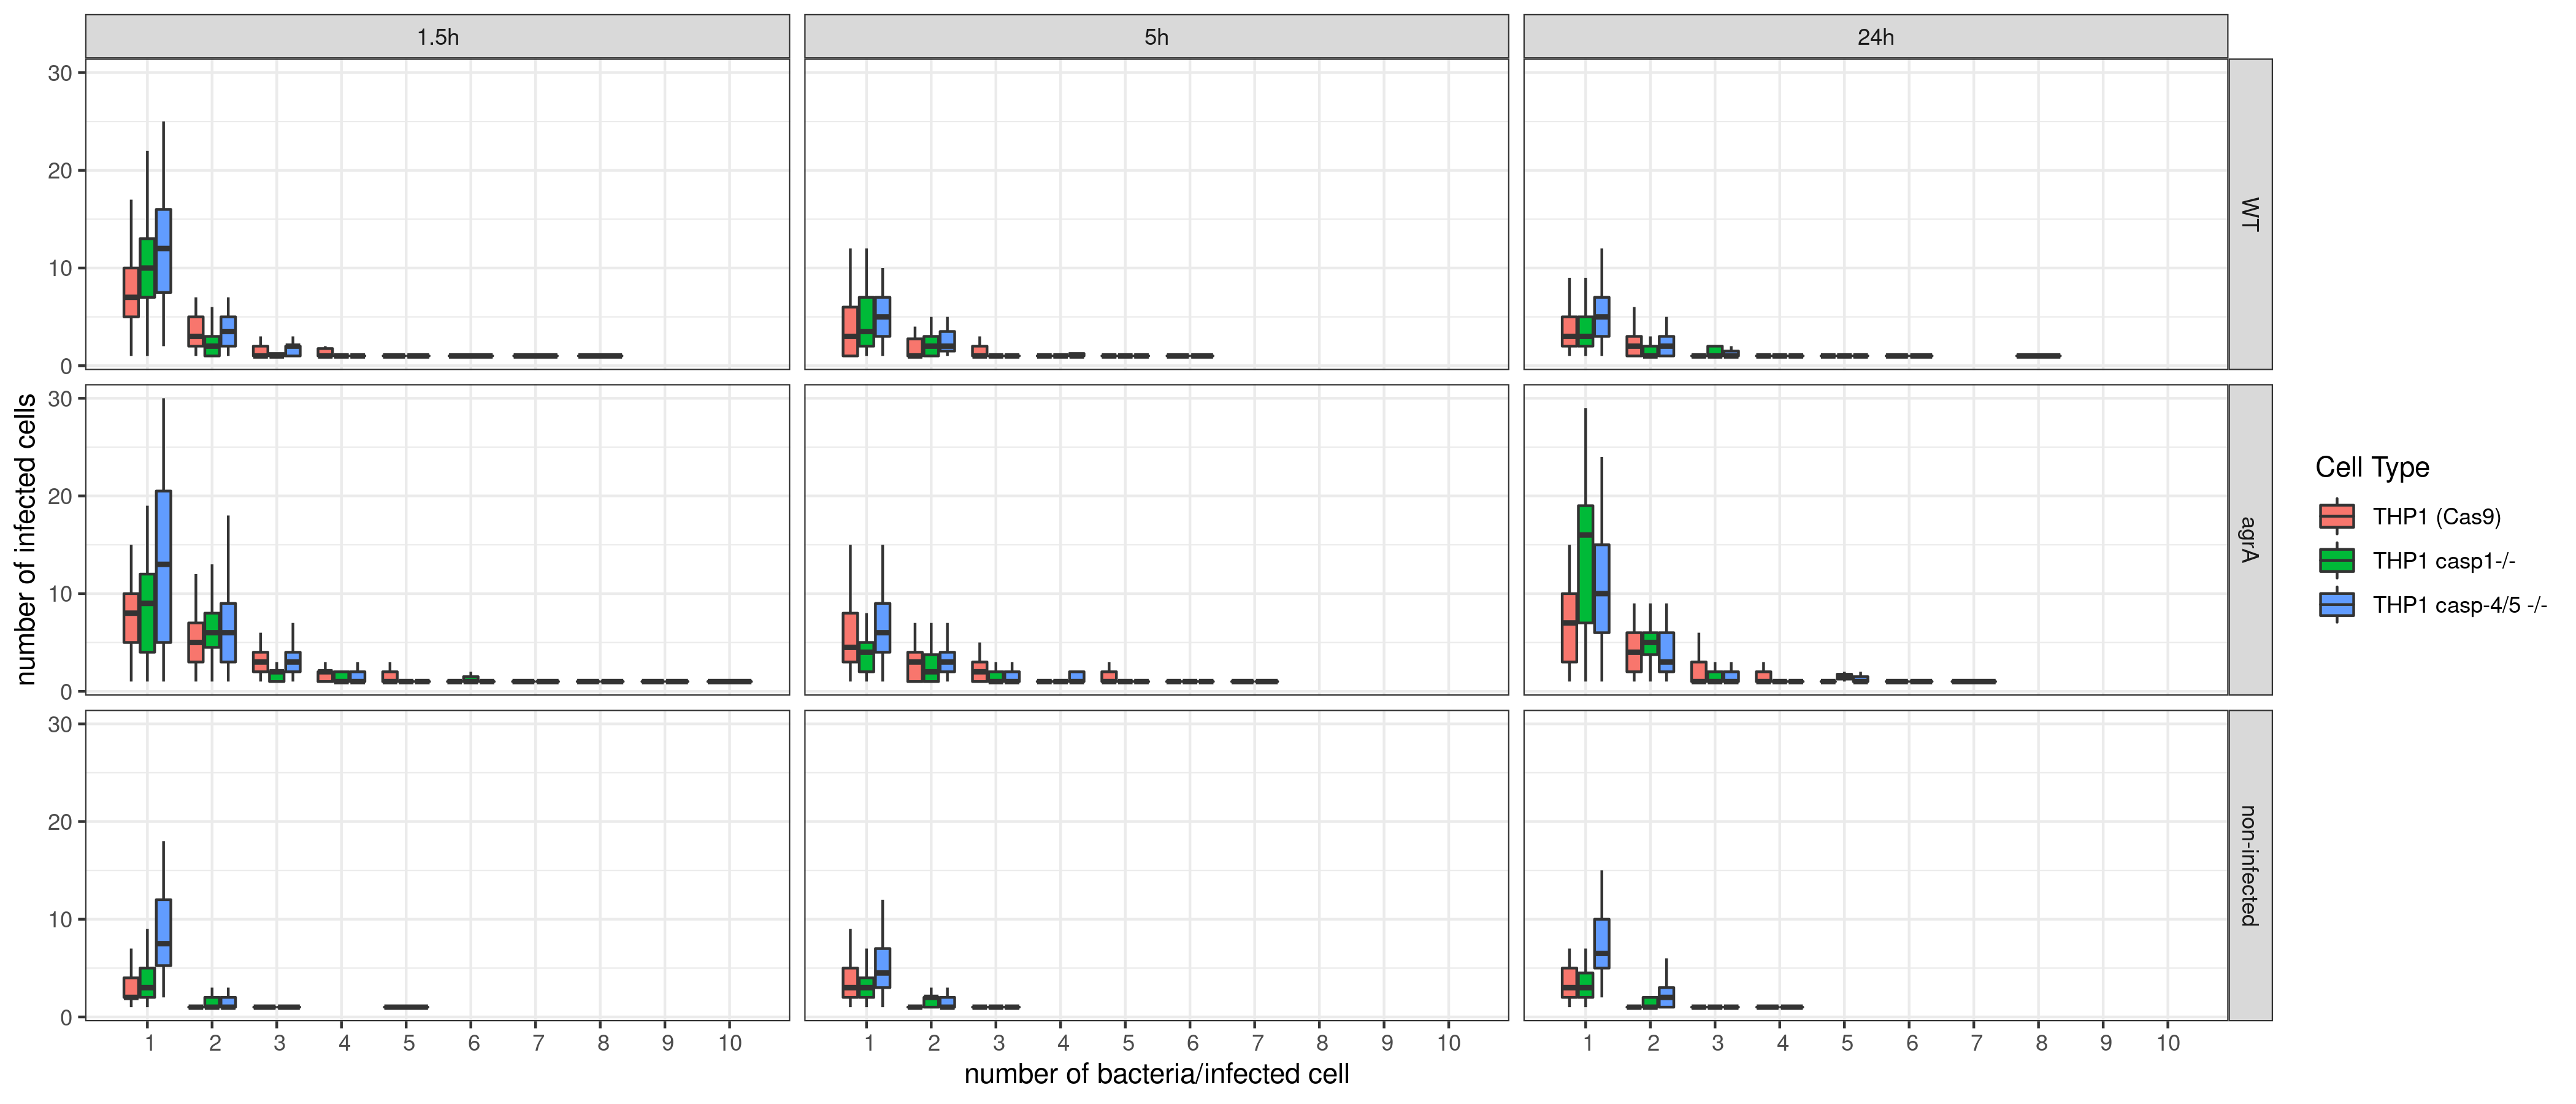 1.5h 5h 24h
30
20
10
0
WT
30
20
10
0
agrA
30
20
10
0
non-infected
number of infected cells
1 2 3 4 5 6 7 8 9 10
1 2 3 4 5 6 7 8 9 10
1 2 3 4 5 6 7 8 9 10
number of bacteria/infected cell
Cell Type
THP1 (Cas9)
THP1 casp1-/-
THP1 casp-4/5 -/-